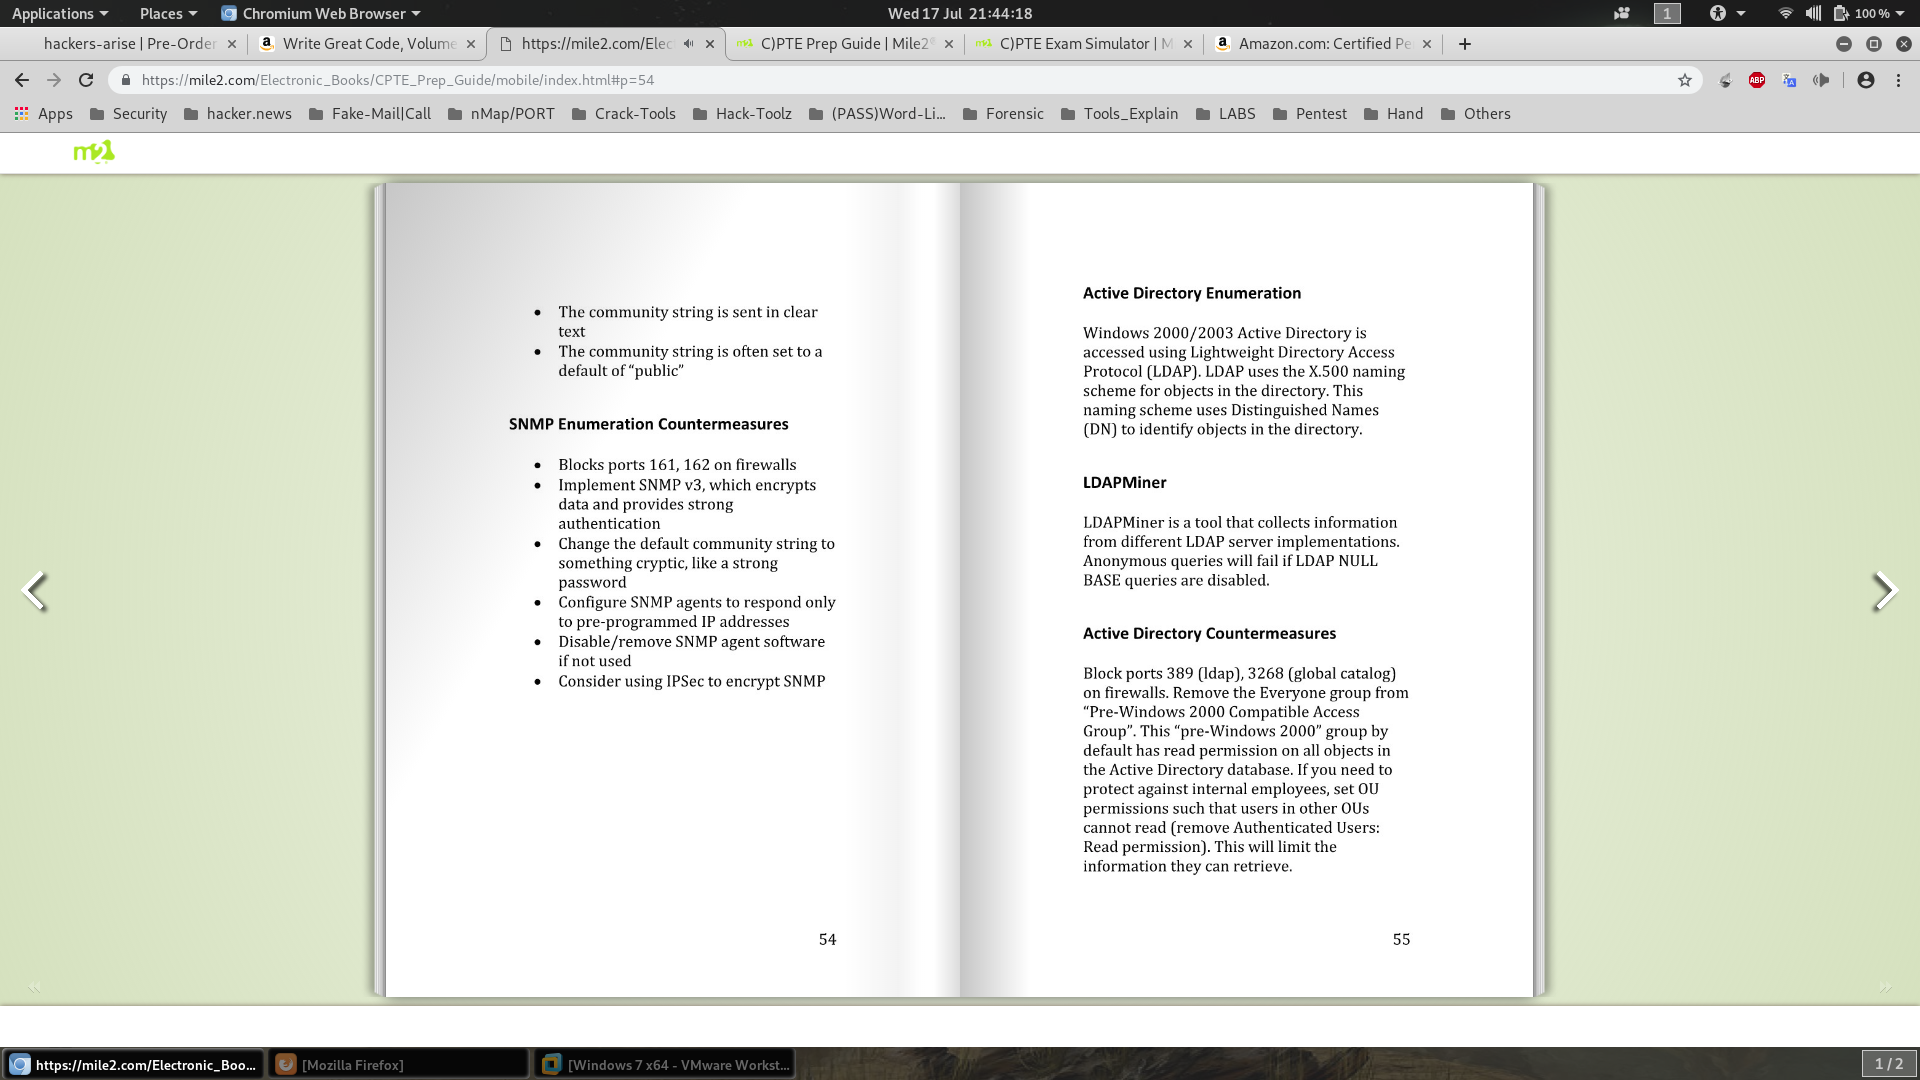 Applications
Places
Chromium Web Browser
Wed 17 Jul 21:44:18
1
100 %
hackers-arise | Pre-Order
Write Great Code, Volume
https://mile2.com/Elec
C)PTE Prep Guide | Mile2®
C)PTE Exam Simulator | M
Amazon.com: Certified Pe
https://mile2.com/Electronic_Books/CPTE_Prep_Guide/mobile/index.html#p=54
ABP
Apps
Security
hacker.news
Fake-Mail|Call
nMap/PORT
Crack-Tools
Hack-Toolz
(PASS)Word-Li...
Forensic
Tools_Explain
LABS
Pentest
Hand
Others
m2
• The community string is sent in clear
text
• The community string is often set to a
default of “public”
SNMP Enumeration Countermeasures
• Blocks ports 161, 162 on firewalls
• Implement SNMP v3, which encrypts
data and provides strong
authentication
• Change the default community string to
something cryptic, like a strong
password
• Configure SNMP agents to respond only
to pre-programmed IP addresses
• Disable/remove SNMP agent software
if not used
• Consider using IPSec to encrypt SNMP
54
Active Directory Enumeration
Windows 2000/2003 Active Directory is
accessed using Lightweight Directory Access
Protocol (LDAP). LDAP uses the X.500 naming
scheme for objects in the directory. This
naming scheme uses Distinguished Names
(DN) to identify objects in the directory.
LDAPMiner
LDAPMiner is a tool that collects information
from different LDAP server implementations.
Anonymous queries will fail if LDAP NULL
BASE queries are disabled.
Active Directory Countermeasures
Block ports 389 (ldap), 3268 (global catalog)
on firewalls. Remove the Everyone group from
“Pre-Windows 2000 Compatible Access
Group”. This “pre-Windows 2000” group by
default has read permission on all objects in
the Active Directory database. If you need to
protect against internal employees, set OU
permissions such that users in other OUs
cannot read (remove Authenticated Users:
Read permission). This will limit the
information they can retrieve.
55
https://mile2.com/Electronic_Boo...
[Mozilla Firefox]
[Windows 7 x64 - VMware Workst...
1 / 2